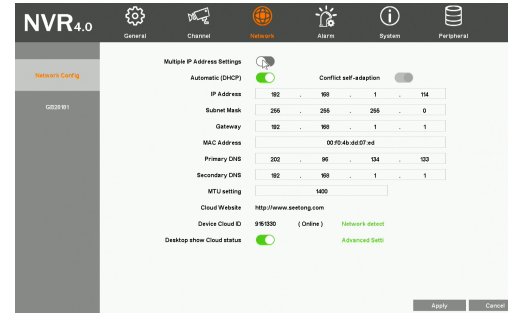 NVR4.0
General Channel Network Alarm System Peripheral
Network Config
GB28181
Multiple IP Address Settings
Automatic (DHCP) Conflict self-adaption
IP Address 192 . 168 . 1 . 114
Subnet Mask 255 . 255 . 255 . 0
Gateway 192 . 168 . 1 . 1
MAC Address 00:f0:4b:dd:07:ed
Primary DNS 202 . 96 . 134 . 133
Secondary DNS 192 . 168 . 1 . 1
MTU setting 1400
Cloud Website http://www.seetong.com
Device Cloud ID 9151330 ( Online ) Network detect
Desktop show Cloud status Advanced Setti
Apply Cancel